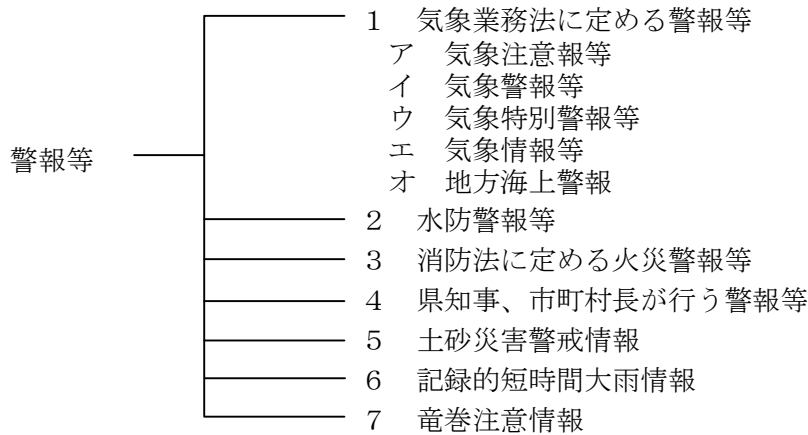 警報等
1 気象業務法に定める警報等
ア 気象注意報等
イ 気象警報等
ウ 気象特別警報等
エ 気象情報等
オ 地方海上警報
2 水防警報等
3 消防法に定める火災警報等
4 県知事、市町村長が行う警報等
5 土砂災害警戒情報
6 記録的短時間大雨情報
7 竜巻注意情報